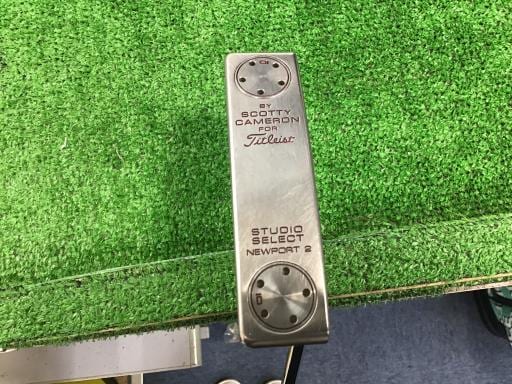 BY
SCOTTY
CAMERON
FOR
Titleist
STUDIO
SELECT
NEWPORT 2